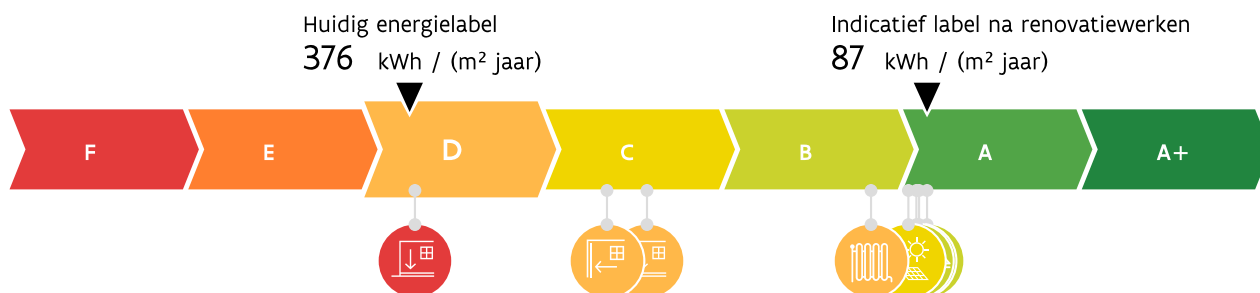 Huidig energielabel
376 kWh / (m² jaar)
Indicatief label na renovatiewerken
87 kWh / (m² jaar)
F E D C B A A+